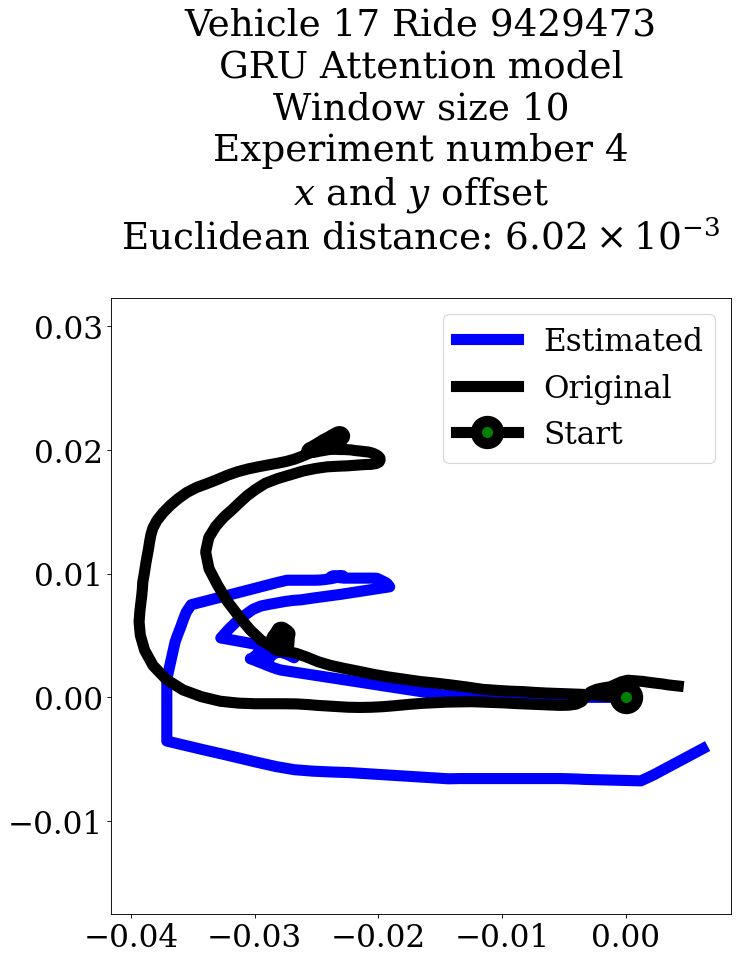 Vehicle 17 Ride 9429473
GRU Attention model
Window size 10
Experiment number 4
x and y offset
Euclidean distance: 6.02 × 10⁻³
Estimated
Original
Start
0.03
0.02
0.01
0.00
−0.01
−0.04 −0.03 −0.02 −0.01 0.00